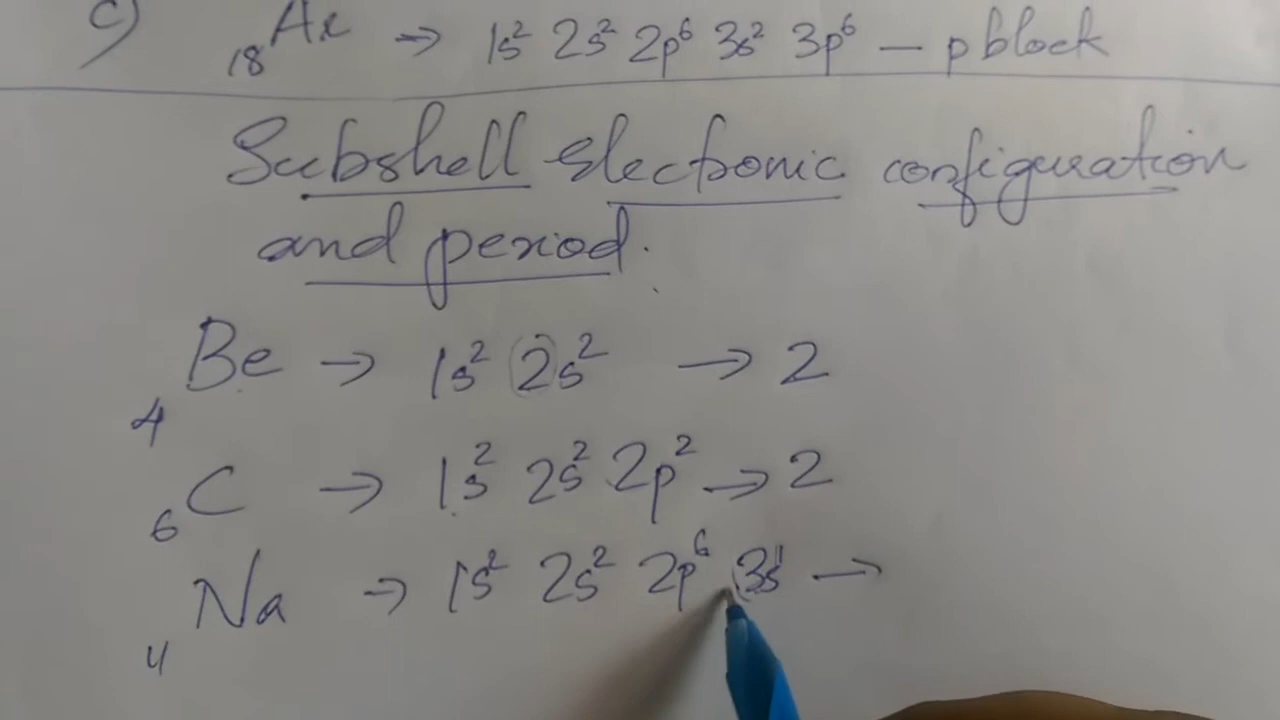 c) ₁₈Ar → 1s² 2s² 2p⁶ 3s² 3p⁶ — p block
Subshell electronic configuration
and period.
₄Be → 1s² 2s² → 2
₆C → 1s² 2s² 2p² → 2
₁₁Na → 1s² 2s² 2p⁶ 3s¹ →